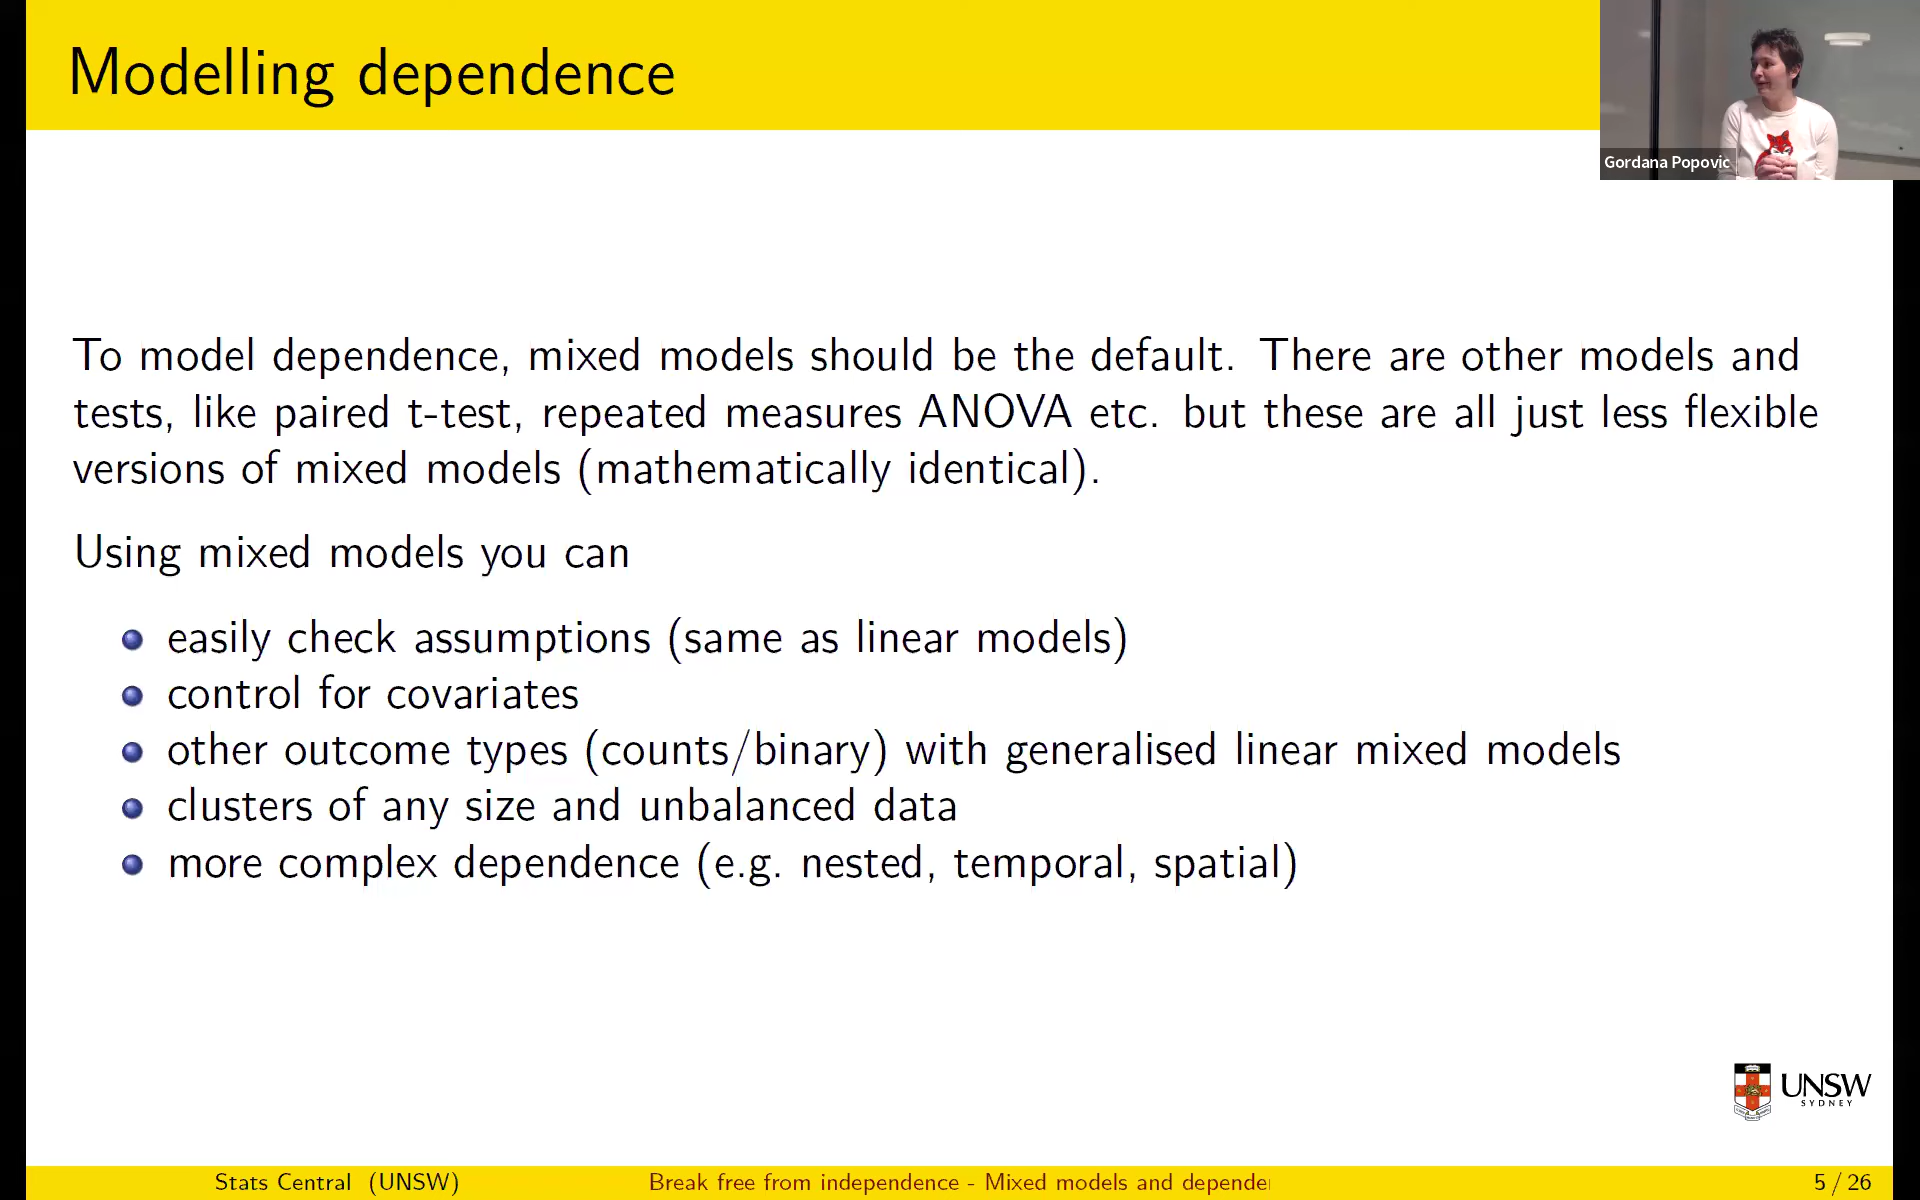 Modelling dependence
Gordana Popovic
To model dependence, mixed models should be the default. There are other models and
tests, like paired t-test, repeated measures ANOVA etc. but these are all just less flexible
versions of mixed models (mathematically identical).
Using mixed models you can
easily check assumptions (same as linear models)
control for covariates
other outcome types (counts/binary) with generalised linear mixed models
clusters of any size and unbalanced data
more complex dependence (e.g. nested, temporal, spatial)
UNSW
SYDNEY
Stats Central (UNSW)
Break free from independence - Mixed models and depende
5 / 26